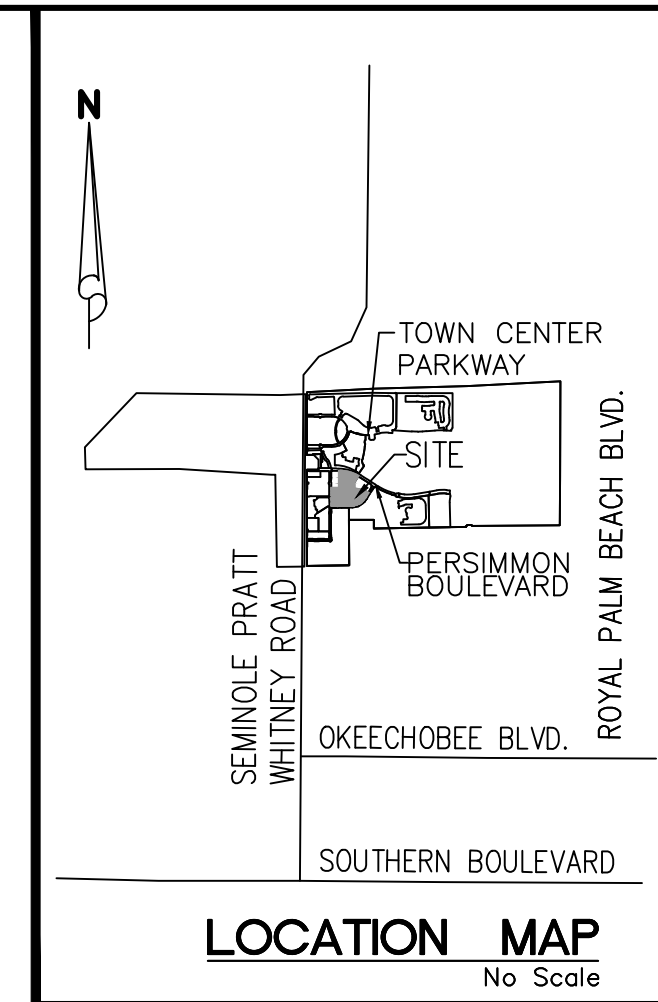 N
TOWN CENTER
PARKWAY
SITE
PERSIMMON
BOULEVARD
ROYAL PALM BEACH BLVD.
SEMINOLE PRATT
WHITNEY ROAD
OKEECHOBEE BLVD.
SOUTHERN BOULEVARD
LOCATION MAP
No Scale